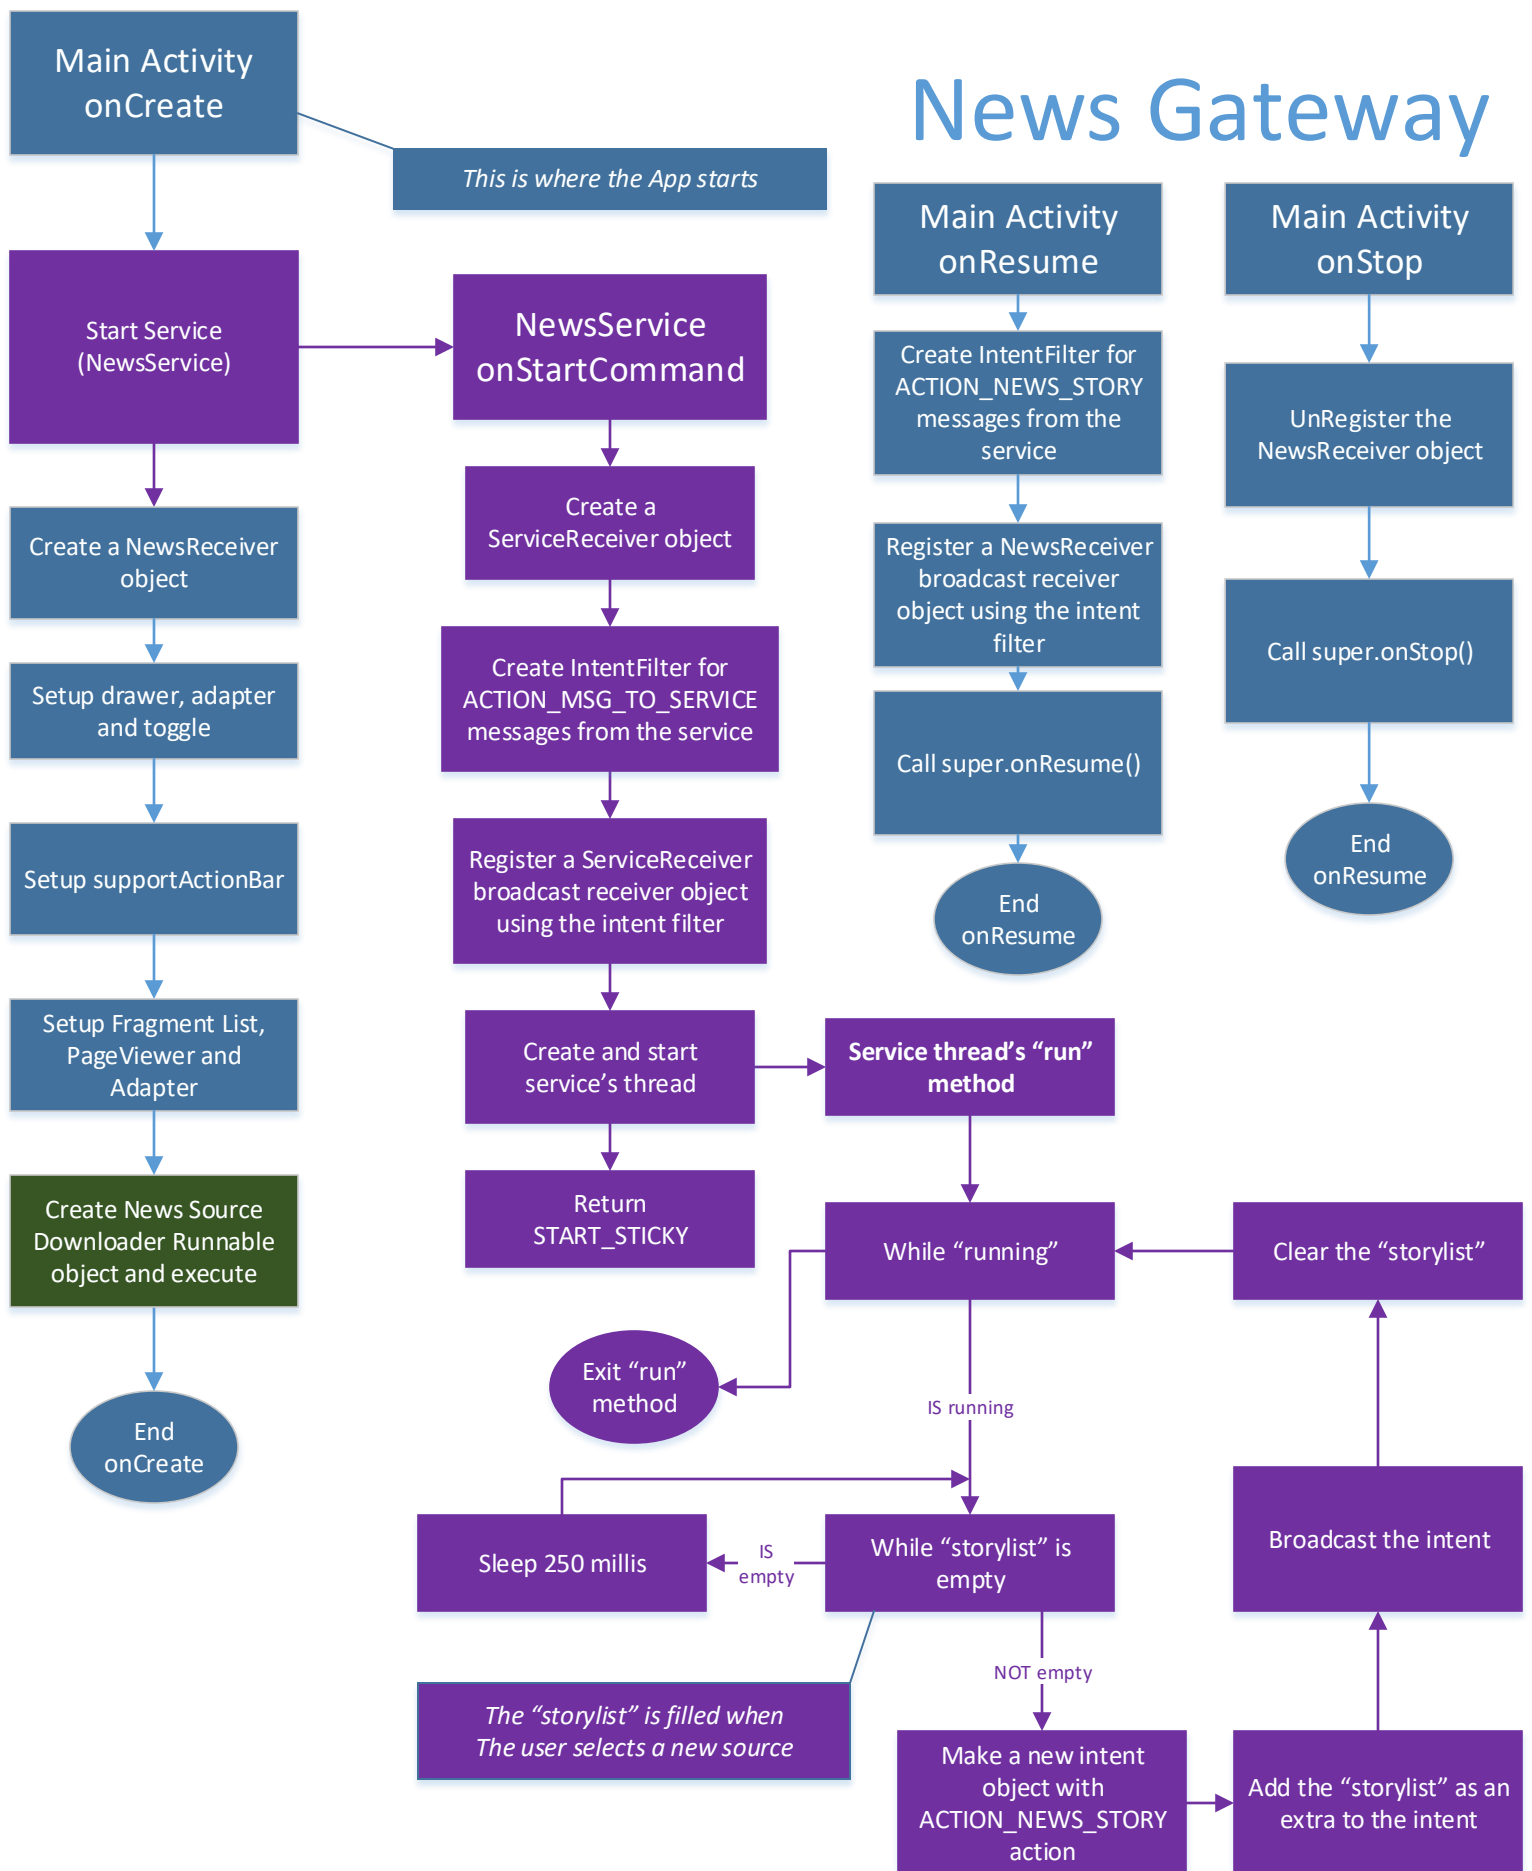 News Gateway
Main Activity
onCreate
This is where the App starts
Start Service
(NewsService)
Create a NewsReceiver
object
Setup drawer, adapter
and toggle
Setup supportActionBar
Setup Fragment List,
PageViewer and
Adapter
Create News Source
Downloader Runnable
object and execute
End
onCreate
NewsService
onStartCommand
Create a
ServiceReceiver object
Create IntentFilter for
ACTION_MSG_TO_SERVICE
messages from the service
Register a ServiceReceiver
broadcast receiver object
using the intent filter
Create and start
service’s thread
Return
START_STICKY
Main Activity
onResume
Create IntentFilter for
ACTION_NEWS_STORY
messages from the
service
Register a NewsReceiver
broadcast receiver
object using the intent
filter
Call super.onResume()
End
onResume
Main Activity
onStop
UnRegister the
NewsReceiver object
Call super.onStop()
End
onResume
Service thread’s “run”
method
While “running”
Exit “run”
method
IS running
While “storylist” is
empty
IS
empty
Sleep 250 millis
The “storylist” is filled when
The user selects a new source
NOT empty
Make a new intent
object with
ACTION_NEWS_STORY
action
Add the “storylist” as an
extra to the intent
Broadcast the intent
Clear the “storylist”